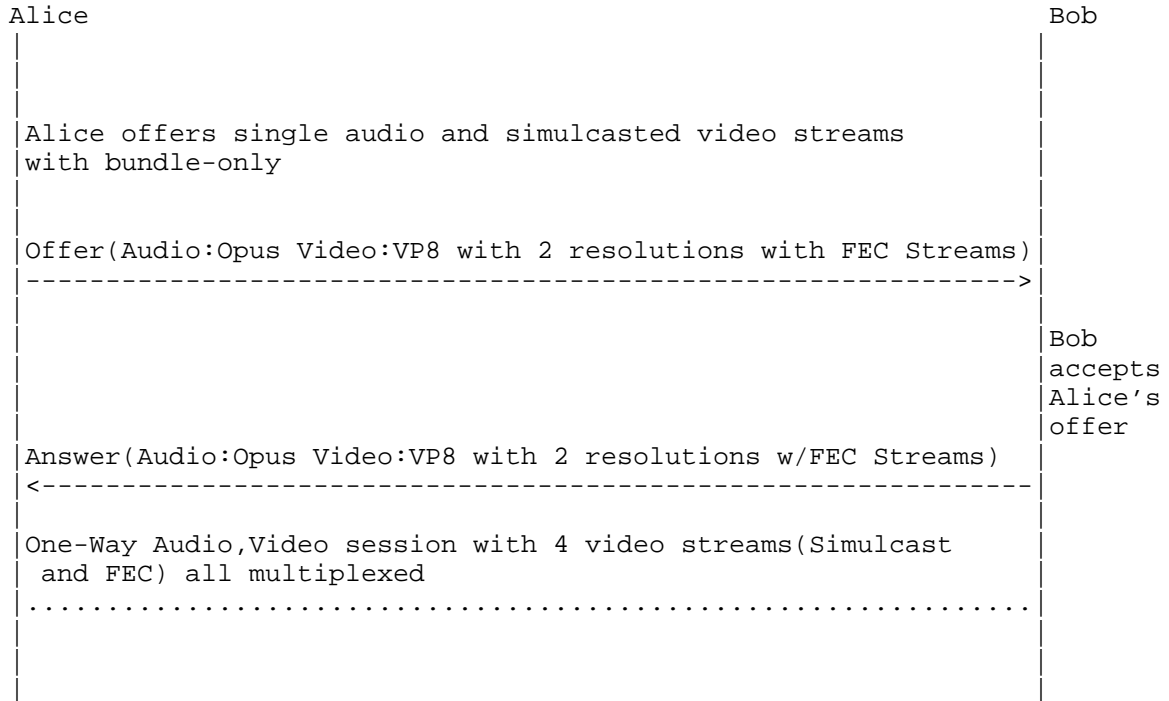 Alice Bob
Alice offers single audio and simulcasted video streams
with bundle-only
Offer(Audio:Opus Video:VP8 with 2 resolutions with FEC Streams)
Bob
accepts
Alice's
offer
Answer(Audio:Opus Video:VP8 with 2 resolutions w/FEC Streams)
One-Way Audio,Video session with 4 video streams(Simulcast
and FEC) all multiplexed